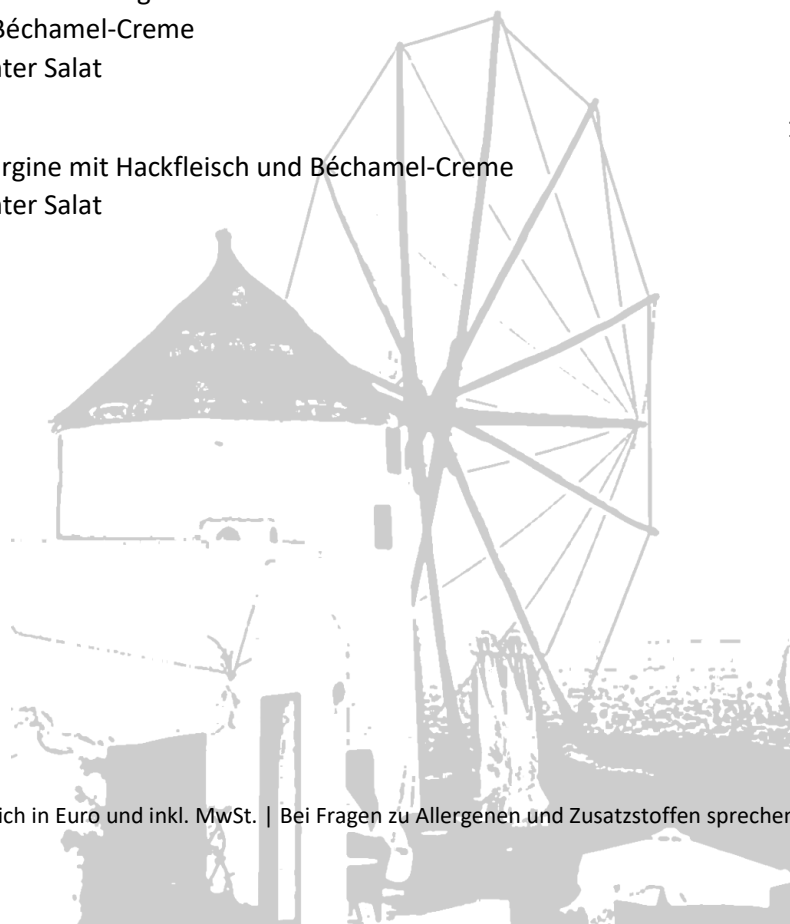 Béchamel-Creme
ter Salat
rgine mit Hackfleisch und Béchamel-Creme
ter Salat
ich in Euro und inkl. MwSt. | Bei Fragen zu Allergenen und Zusatzstoffen sprechen